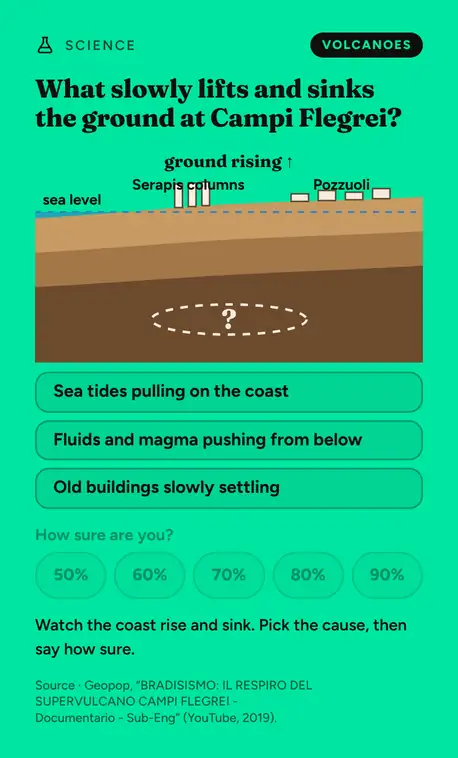 SCIENCE
VOLCANOES
What slowly lifts and sinks
the ground at Campi Flegrei?
ground rising ↑
Serapis columns
Pozzuoli
sea level
?
Sea tides pulling on the coast
Fluids and magma pushing from below
Old buildings slowly settling
How sure are you?
50% 60% 70% 80% 90%
Watch the coast rise and sink. Pick the cause, then
say how sure.
Source · Geopop, "BRADISISMO: IL RESPIRO DEL
SUPERVULCANO CAMPI FLEGREI -
Documentario - Sub-Eng" (YouTube, 2019).